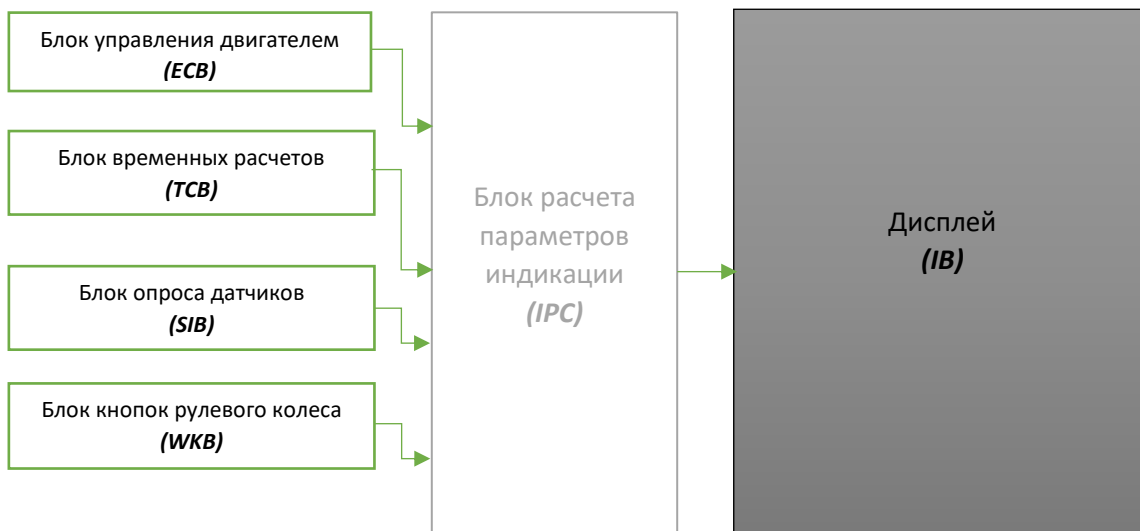 Блок управления двигателем
(ECB)
Блок временных расчетов
(TCB)
Блок опроса датчиков
(SIB)
Блок кнопок рулевого колеса
(WKB)
Блок расчета
параметров
индикации
(IPC)
Дисплей
(IB)